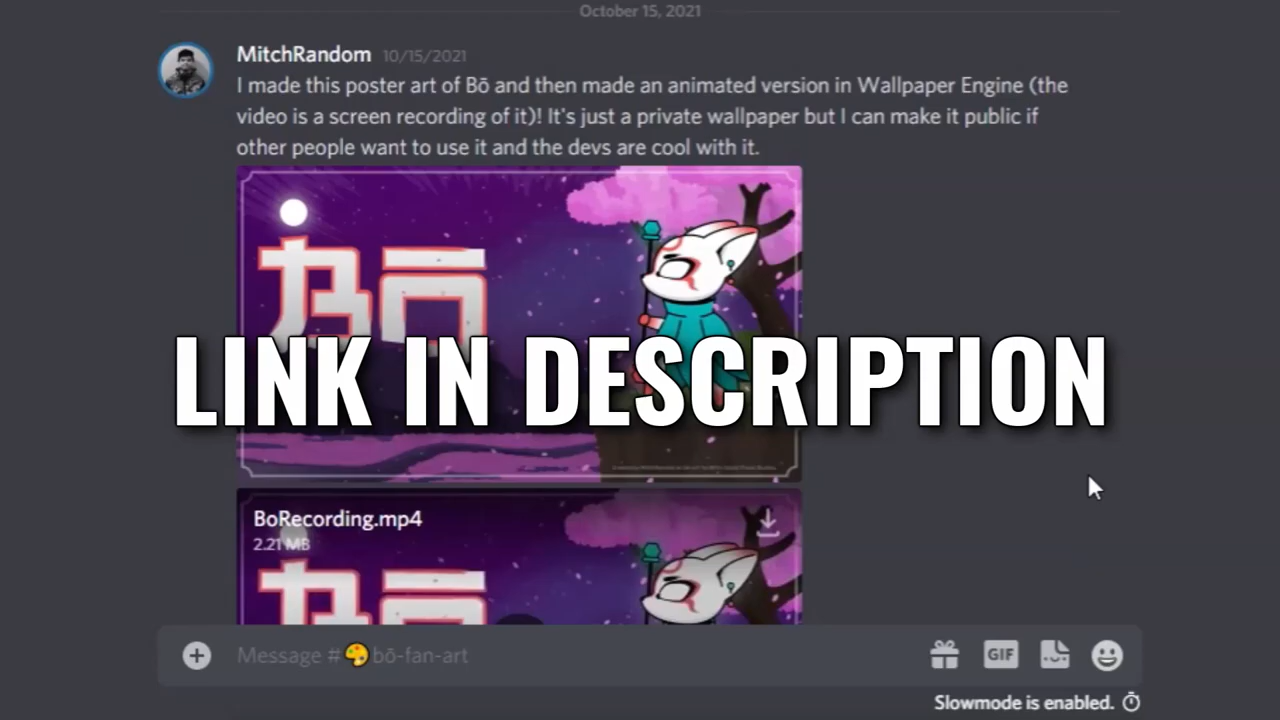 October 15, 2021
MitchRandom 10/15/2021
I made this poster art of Bō and then made an animated version in Wallpaper Engine (the
video is a screen recording of it)! It's just a private wallpaper but I can make it public if
other people want to use it and the devs are cool with it.
BŌ
LINK IN DESCRIPTION
BoRecording.mp4
2.21 MB
BŌ
Message #🎨bō-fan-art
GIF
Slowmode is enabled.